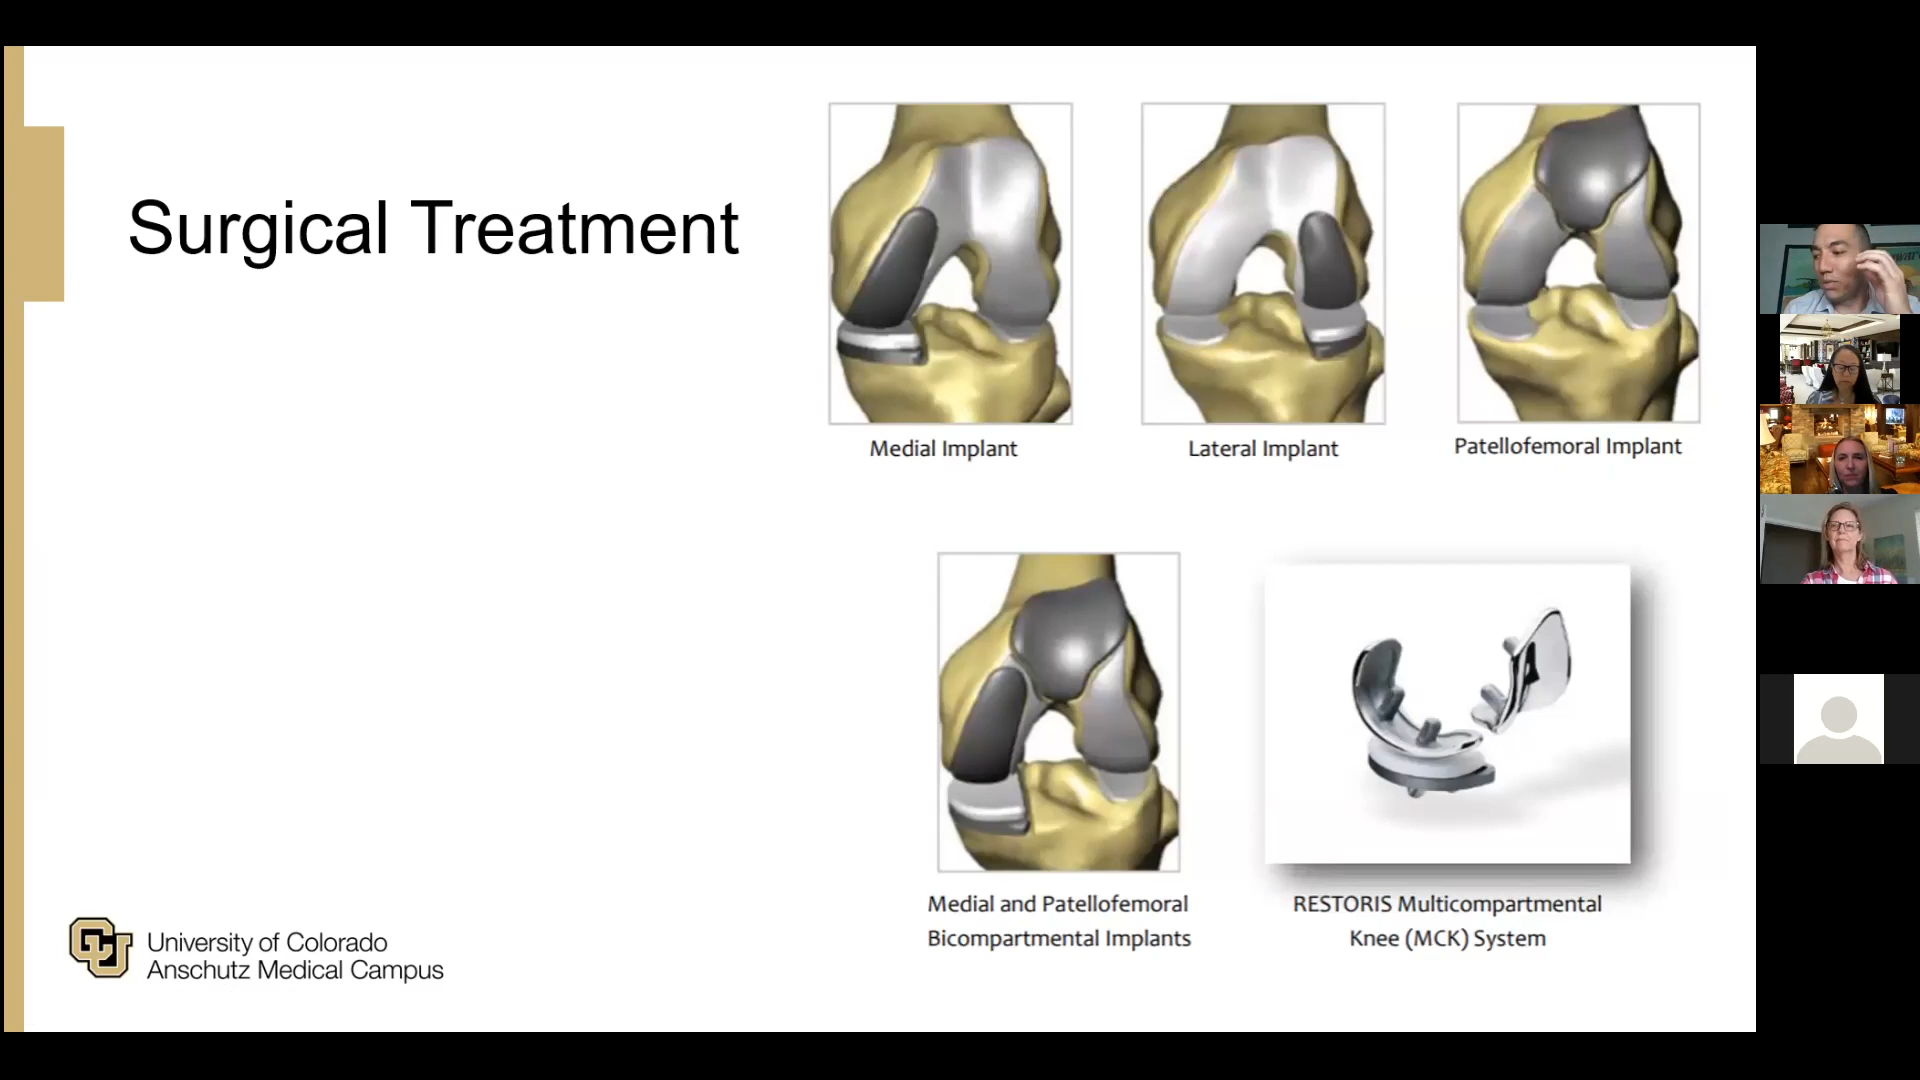 Surgical Treatment
Medial Implant
Lateral Implant
Patellofemoral Implant
Medial and Patellofemoral
Bicompartmental Implants
RESTORIS Multicompartmental
Knee (MCK) System
CU
University of Colorado
Anschutz Medical Campus